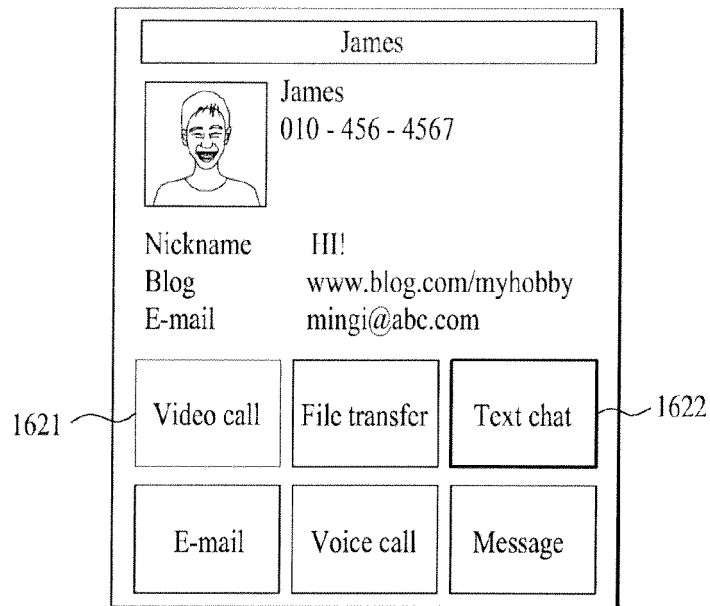 James
James
010 - 456 - 4567
Nickname HI!
Blog www.blog.com/myhobby
E-mail mingi@abc.com
1621 Video call File transfer Text chat 1622
E-mail Voice call Message